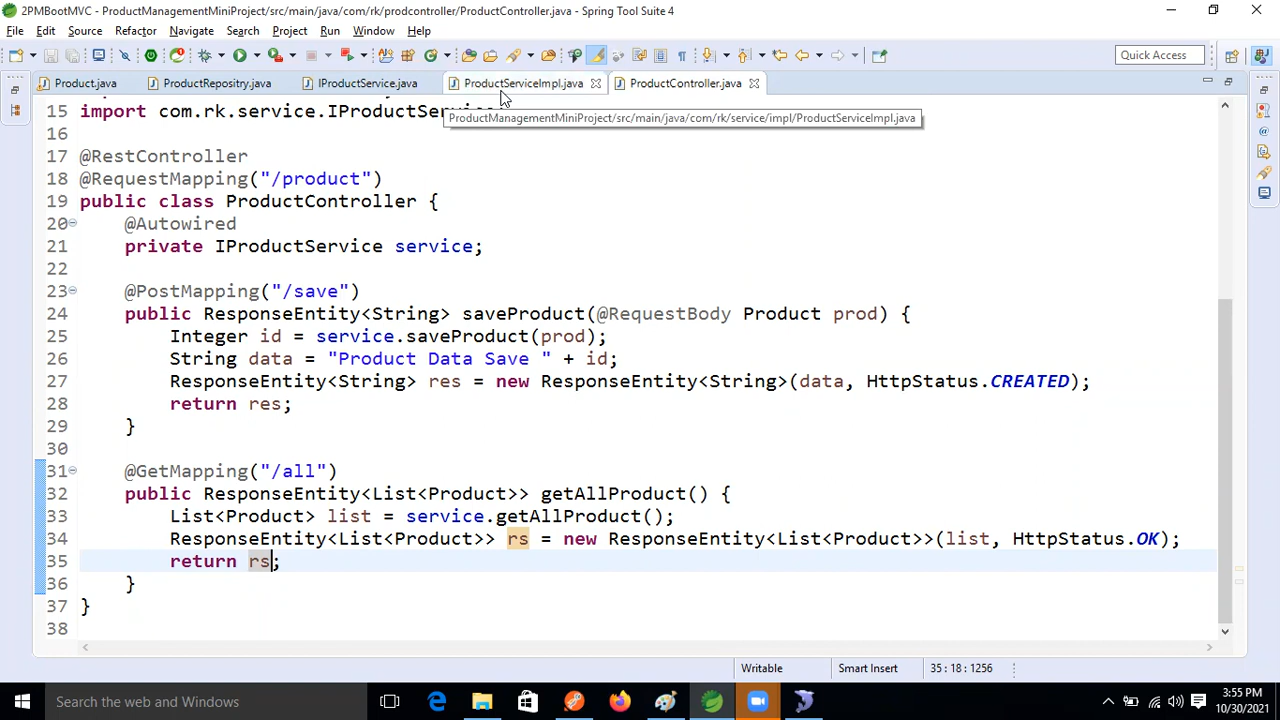 2PMBootMVC - ProductManagementMiniProject/src/main/java/com/rk/prodcontroller/ProductController.java - Spring Tool Suite 4
File Edit Source Refactor Navigate Search Project Run Window Help
Quick Access
Product.java ProductRepositry.java IProductService.java ProductServiceImpl.java ProductController.java
15 import com.rk.service.IProductService
ProductManagementMiniProject/src/main/java/com/rk/service/impl/ProductServiceImpl.java
16
17 @RestController
18 @RequestMapping("/product")
19 public class ProductController {
20 @Autowired
21 private IProductService service;
22
23 @PostMapping("/save")
24 public ResponseEntity<String> saveProduct(@RequestBody Product prod) {
25 Integer id = service.saveProduct(prod);
26 String data = "Product Data Save " + id;
27 ResponseEntity<String> res = new ResponseEntity<String>(data, HttpStatus.CREATED);
28 return res;
29 }
30
31 @GetMapping("/all")
32 public ResponseEntity<List<Product>> getAllProduct() {
33 List<Product> list = service.getAllProduct();
34 ResponseEntity<List<Product>> rs = new ResponseEntity<List<Product>>(list, HttpStatus.OK);
35 return rs;
36 }
37 }
38
Writable Smart Insert 35 : 18 : 1256
Search the web and Windows
3:55 PM
10/30/2021